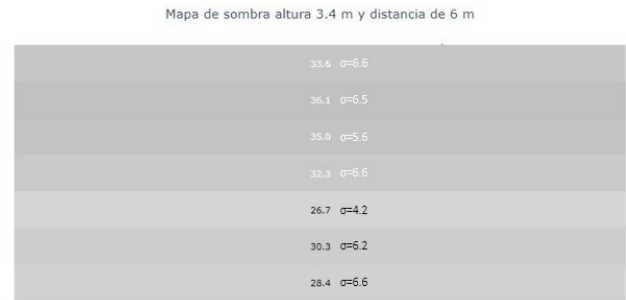 Mapa de sombra altura 3.4 m y distancia de 6 m
33.6 σ=6.6
36.1 σ=6.5
35.0 σ=5.6
32.3 σ=6.6
26.7 σ=4.2
30.3 σ=6.2
28.4 σ=6.6